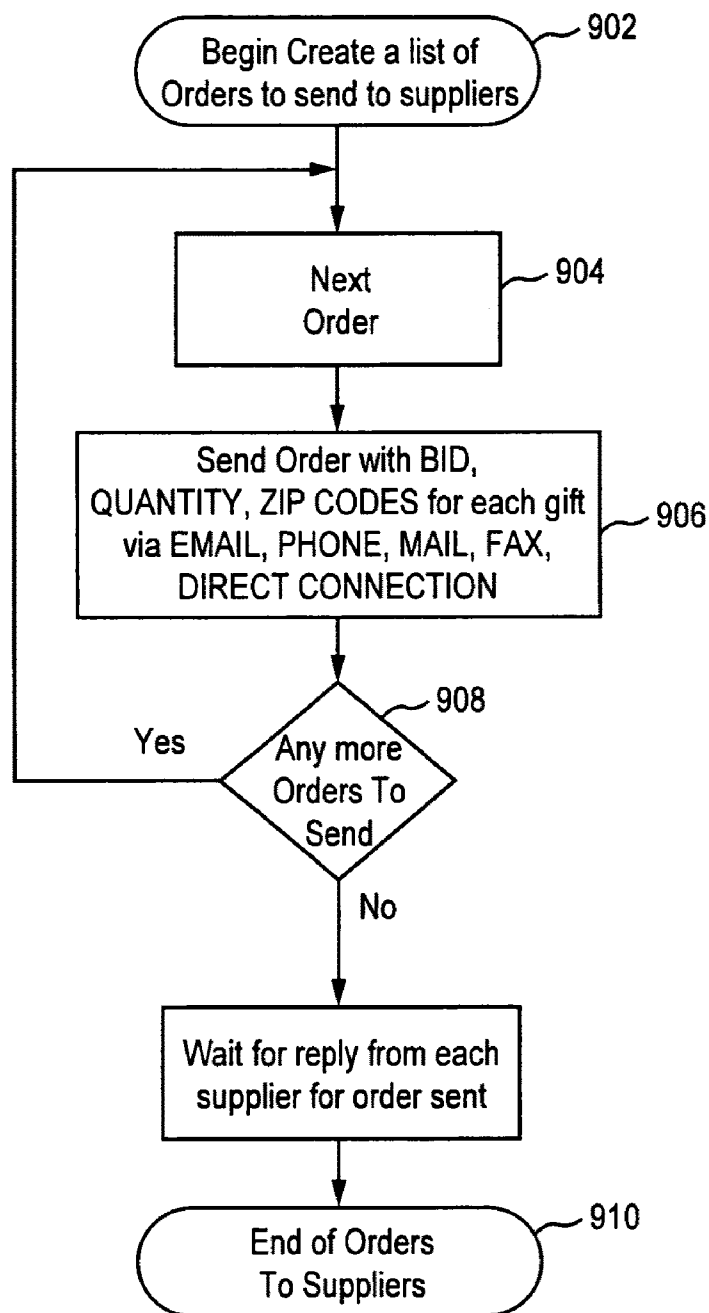 Begin Create a list of
Orders to send to suppliers
902
Next
Order
904
Send Order with BID,
QUANTITY, ZIP CODES for each gift
via EMAIL, PHONE, MAIL, FAX,
DIRECT CONNECTION
906
908
Yes
Any more
Orders To
Send
No
Wait for reply from each
supplier for order sent
End of Orders
To Suppliers
910